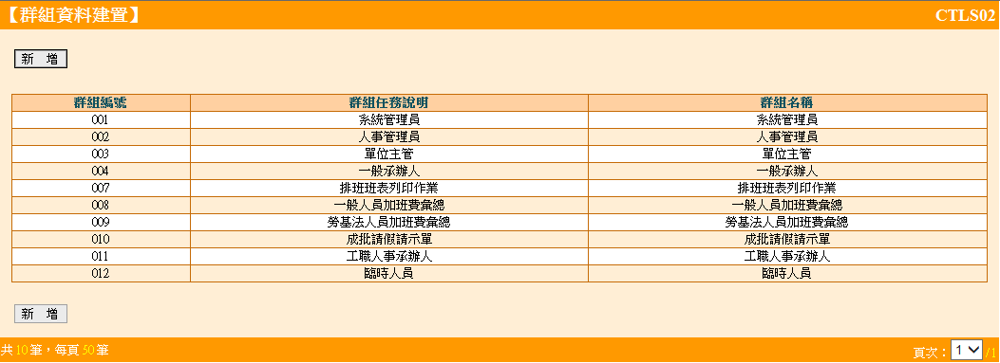 【群組資料建置】 CTLS02
新 增
群組編號 群組任務說明 群組名稱
001 系統管理員 系統管理員
002 人事管理員 人事管理員
003 單位主管 單位主管
004 一般承辦人 一般承辦人
007 排班班表列印作業 排班班表列印作業
008 一般人員加班費彙總 一般人員加班費彙總
009 勞基法人員加班費彙總 勞基法人員加班費彙總
010 成批請假請示單 成批請假請示單
011 工職人事承辦人 工職人事承辦人
012 臨時人員 臨時人員
新 增
共10筆，每頁50筆 頁次：1/1